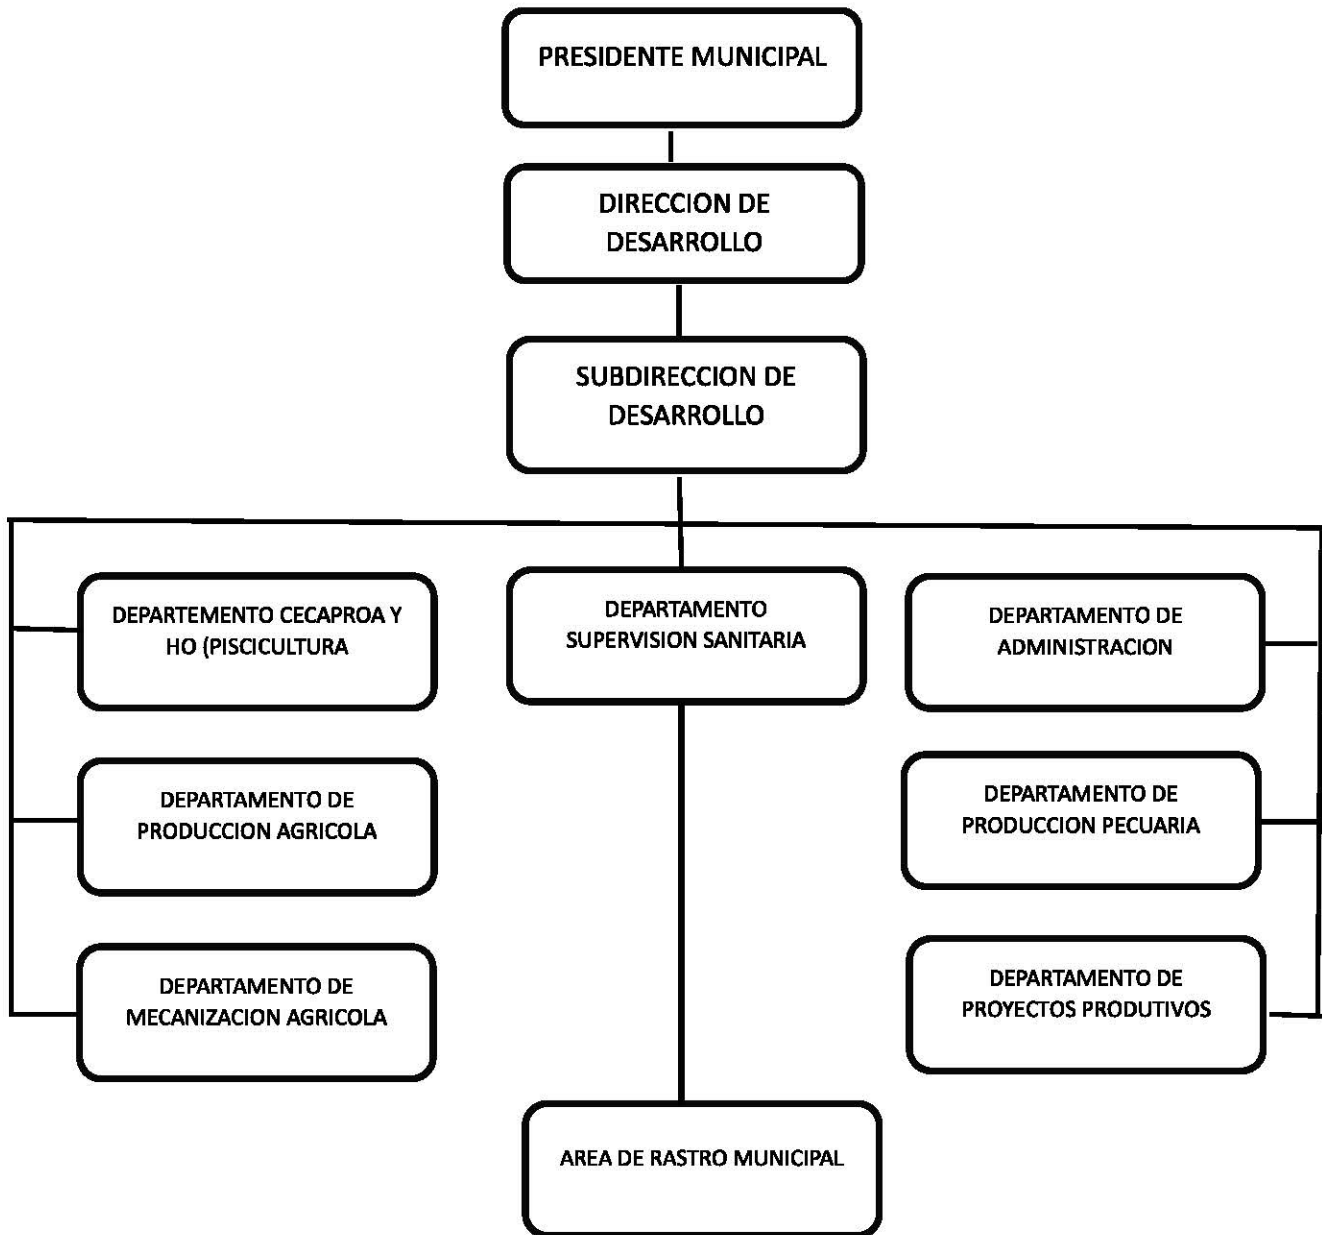 PRESIDENTE MUNICIPAL
DIRECCION DE
DESARROLLO
SUBDIRECCION DE
DESARROLLO
DEPARTEMENTO CECAPROA Y
HO (PISCICULTURA
DEPARTAMENTO
SUPERVISION SANITARIA
DEPARTAMENTO DE
ADMINISTRACION
DEPARTAMENTO DE
PRODUCCION AGRICOLA
DEPARTAMENTO DE
PRODUCCION PECUARIA
DEPARTAMENTO DE
MECANIZACION AGRICOLA
DEPARTAMENTO DE
PROYECTOS PRODUTIVOS
AREA DE RASTRO MUNICIPAL